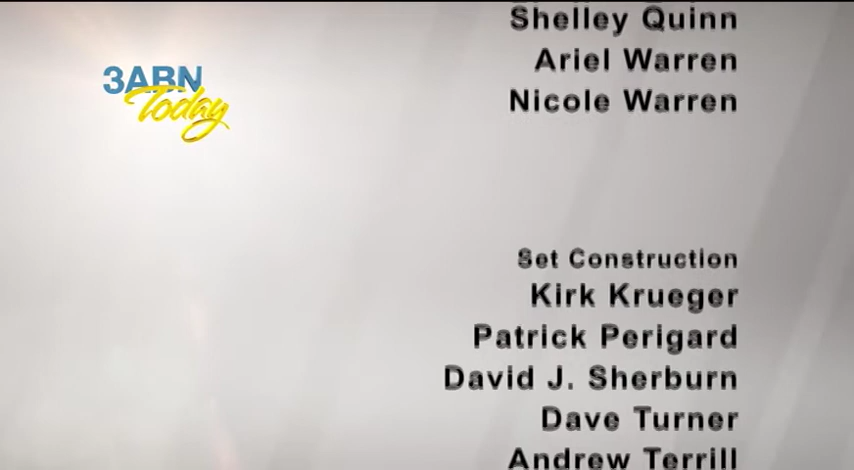 Shelley Quinn
Ariel Warren
3ABN
Today
Nicole Warren
Set Construction
Kirk Krueger
Patrick Perigard
David J. Sherburn
Dave Turner
Andrew Terrill